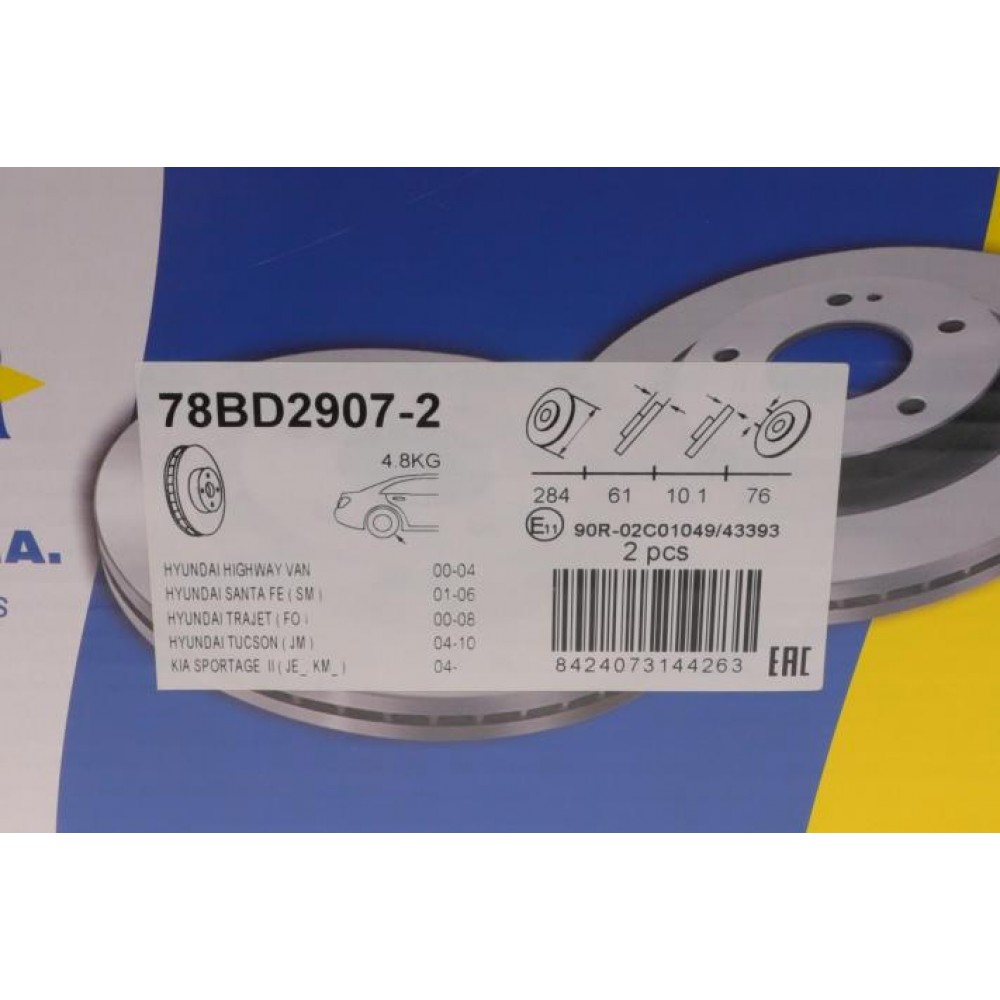 78BD2907-2
4.8KG
284 61 10 1 76
E11 90R-02C01049/43393
2 pcs
HYUNDAI HIGHWAY VAN 00-04
HYUNDAI SANTA FE ( SM ) 01-06
HYUNDAI TRAJET ( FO 00-08
HYUNDAI TUCSON ( JM ) 04-10
KIA SPORTAGE II ( JE_ KM_ ) 04-
8424073144263
EAC
.A.
S